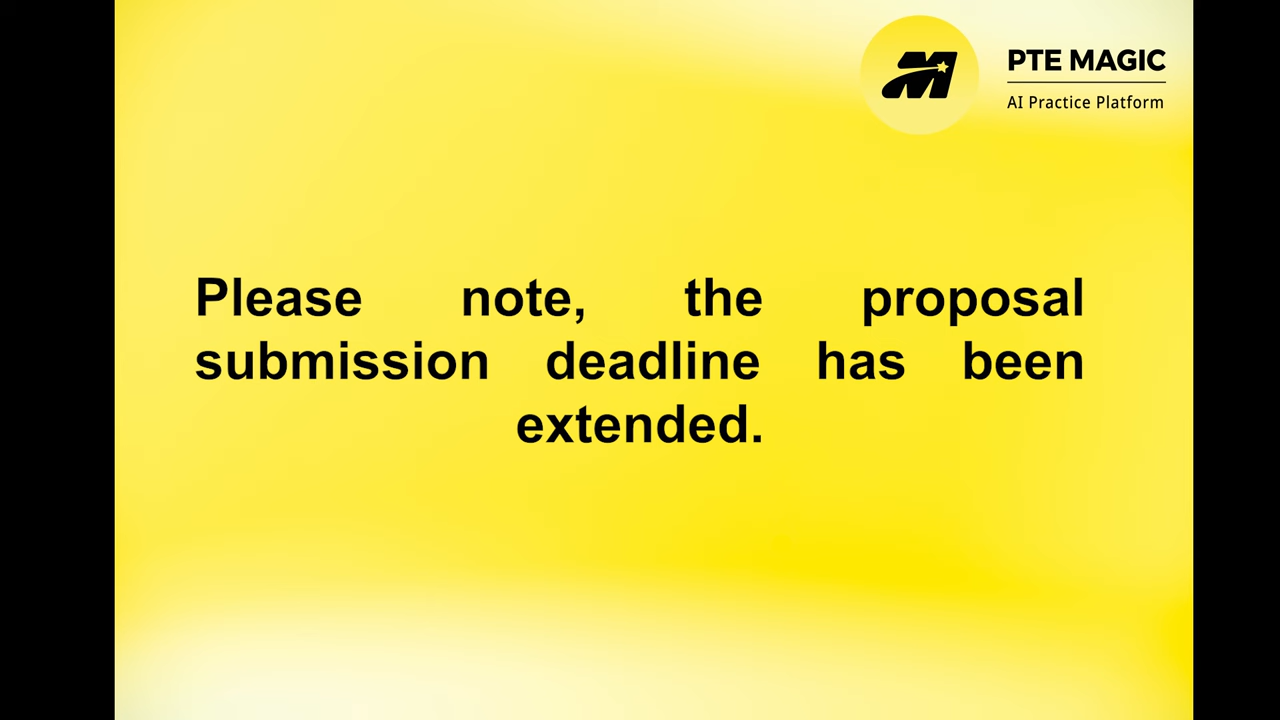 PTE MAGIC
AI Practice Platform
Please note, the proposal
submission deadline has been
extended.